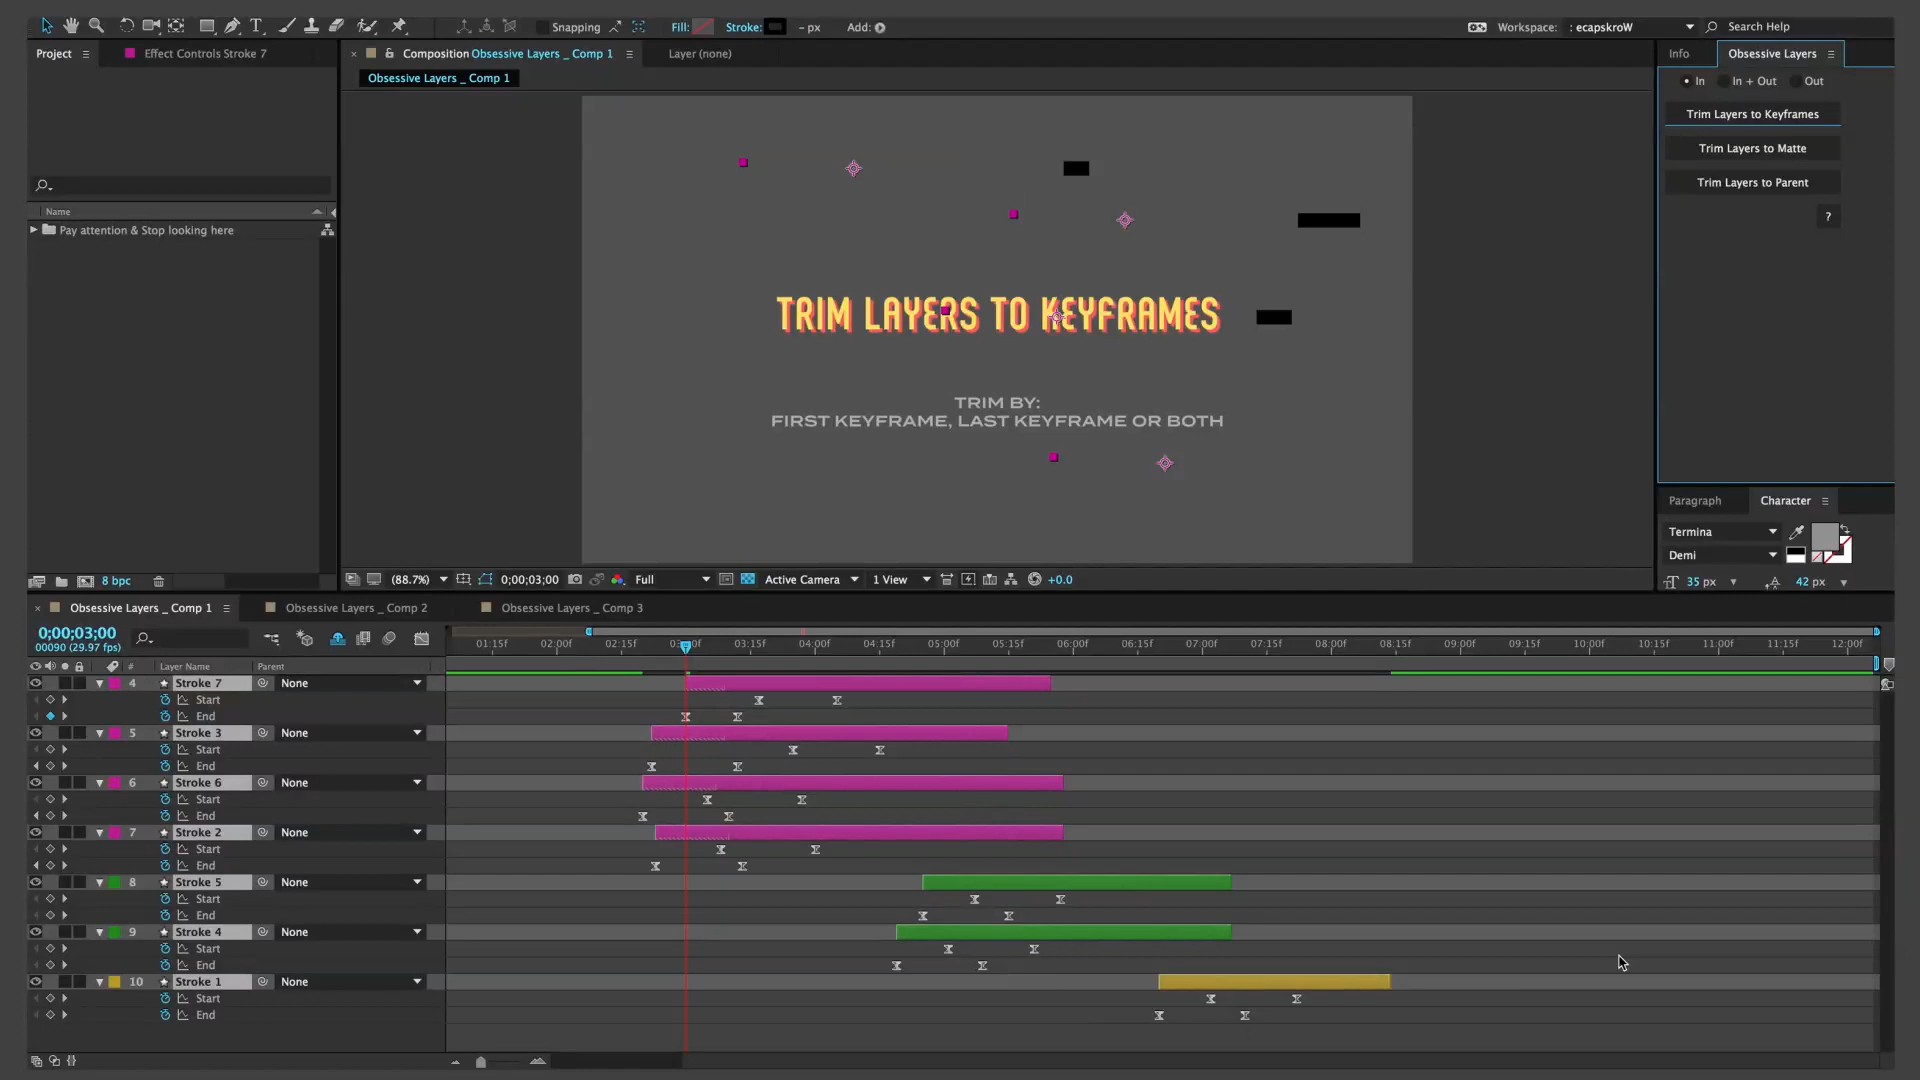 Snapping
Fill:
Stroke:
- px
Add:
Workspace:
: ecapskroW
Search Help
Project
Effect Controls Stroke 7
Composition Obsessive Layers _ Comp 1
Layer (none)
Info
Obsessive Layers
Obsessive Layers _ Comp 1
In
In + Out
Out
Trim Layers to Keyframes
Trim Layers to Matte
Trim Layers to Parent
?
Name
Pay attention & Stop looking here
TRIM LAYERS TO KEYFRAMES
TRIM BY:
FIRST KEYFRAME, LAST KEYFRAME OR BOTH
Paragraph
Character
Termina
Demi
35 px
42 px
8 bpc
(88.7%)
0;00;03;00
Full
Active Camera
1 View
+0.0
Obsessive Layers _ Comp 1
Obsessive Layers _ Comp 2
Obsessive Layers _ Comp 3
0;00;03;00
00090 (29.97 fps)
01:15f
02:00f
02:15f
03:15f
04:00f
04:15f
05:00f
05:15f
06:00f
06:15f
07:00f
07:15f
08:00f
08:15f
09:00f
09:15f
10:00f
10:15f
11:00f
11:15f
12:00f
#
Layer Name
Parent
4 Stroke 7 None
Start
End
5 Stroke 3 None
Start
End
6 Stroke 6 None
Start
End
7 Stroke 2 None
Start
End
8 Stroke 5 None
Start
End
9 Stroke 4 None
Start
End
10 Stroke 1 None
Start
End